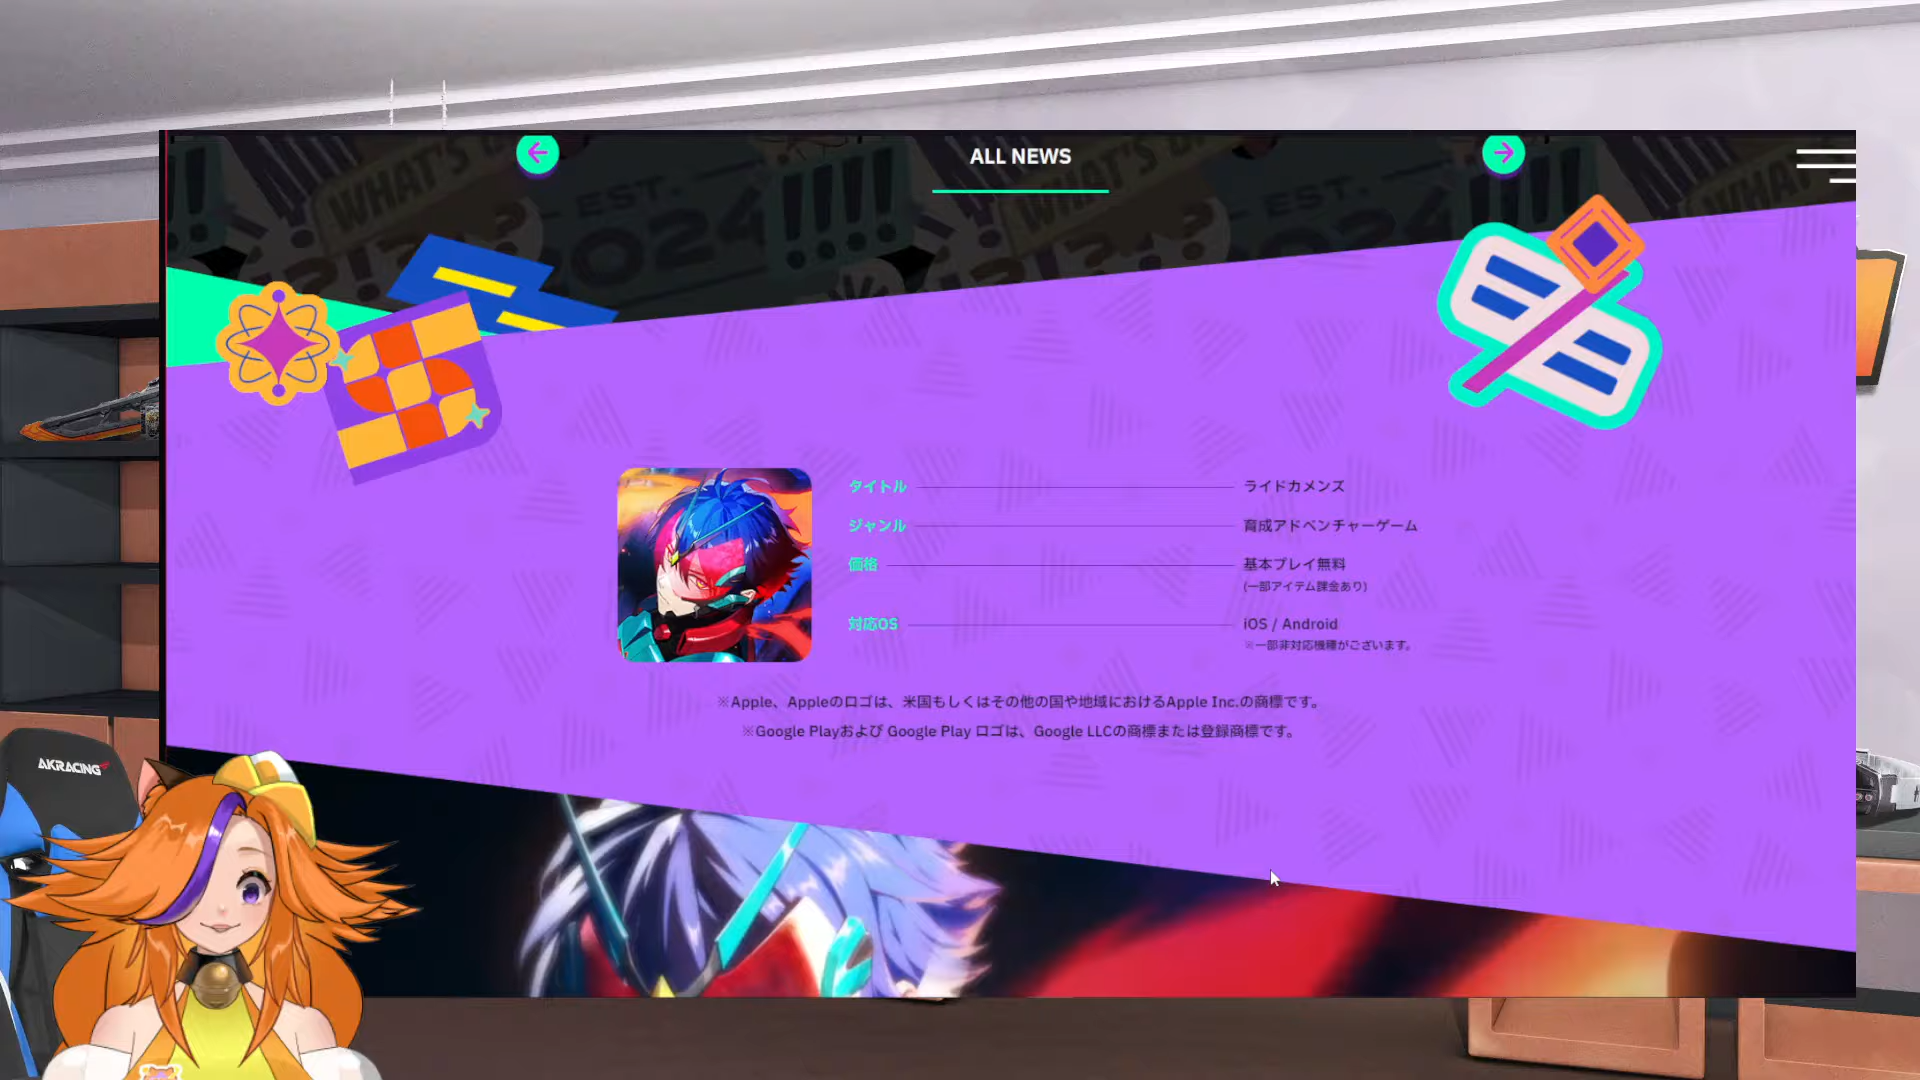 ALL NEWS
WHAT'S
EST.
2024
タイトル ライドカメンズ
ジャンル 育成アドベンチャーゲーム
価格 基本プレイ無料
(一部アイテム課金あり)
対応OS iOS / Android
※一部非対応機種がございます。
※Apple、Appleのロゴは、米国もしくはその他の国や地域におけるApple Inc.の商標です。
※Google Playおよび Google Play ロゴは、Google LLCの商標または登録商標です。
AKRACING